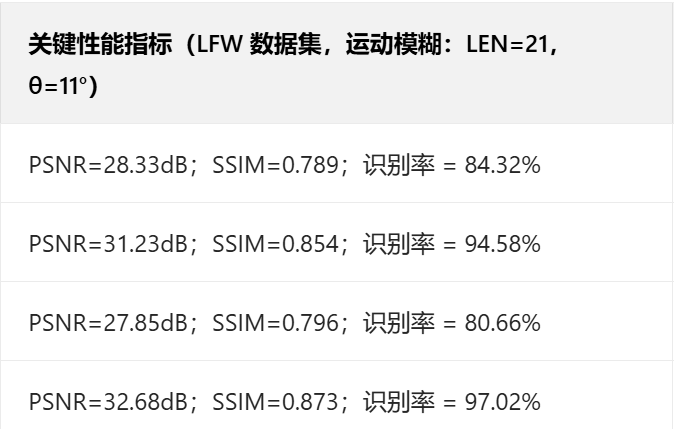 关键性能指标（LFW 数据集，运动模糊：LEN=21，
θ=11°）
PSNR=28.33dB；SSIM=0.789；识别率 = 84.32%
PSNR=31.23dB；SSIM=0.854；识别率 = 94.58%
PSNR=27.85dB；SSIM=0.796；识别率 = 80.66%
PSNR=32.68dB；SSIM=0.873；识别率 = 97.02%